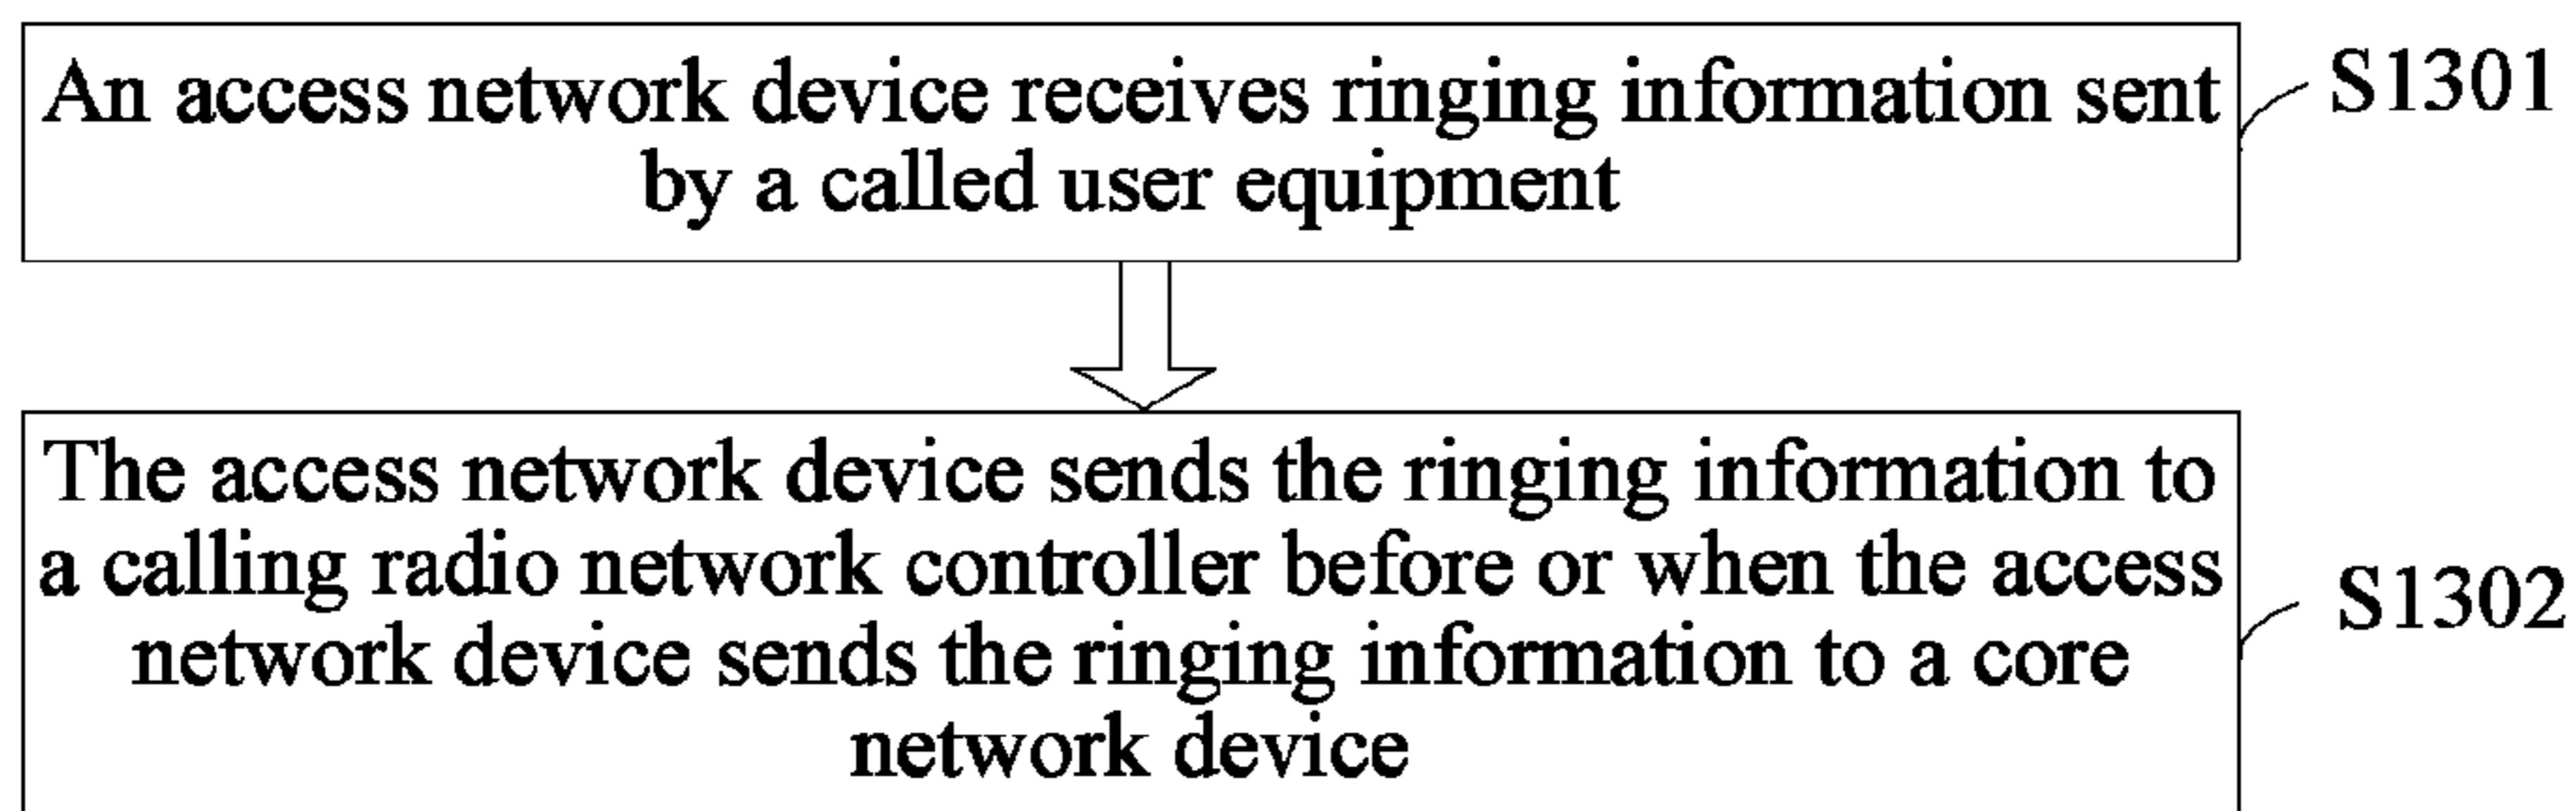 An access network device receives ringing information sent
by a called user equipment
S1301
The access network device sends the ringing information to
a calling radio network controller before or when the access
network device sends the ringing information to a core
network device
S1302